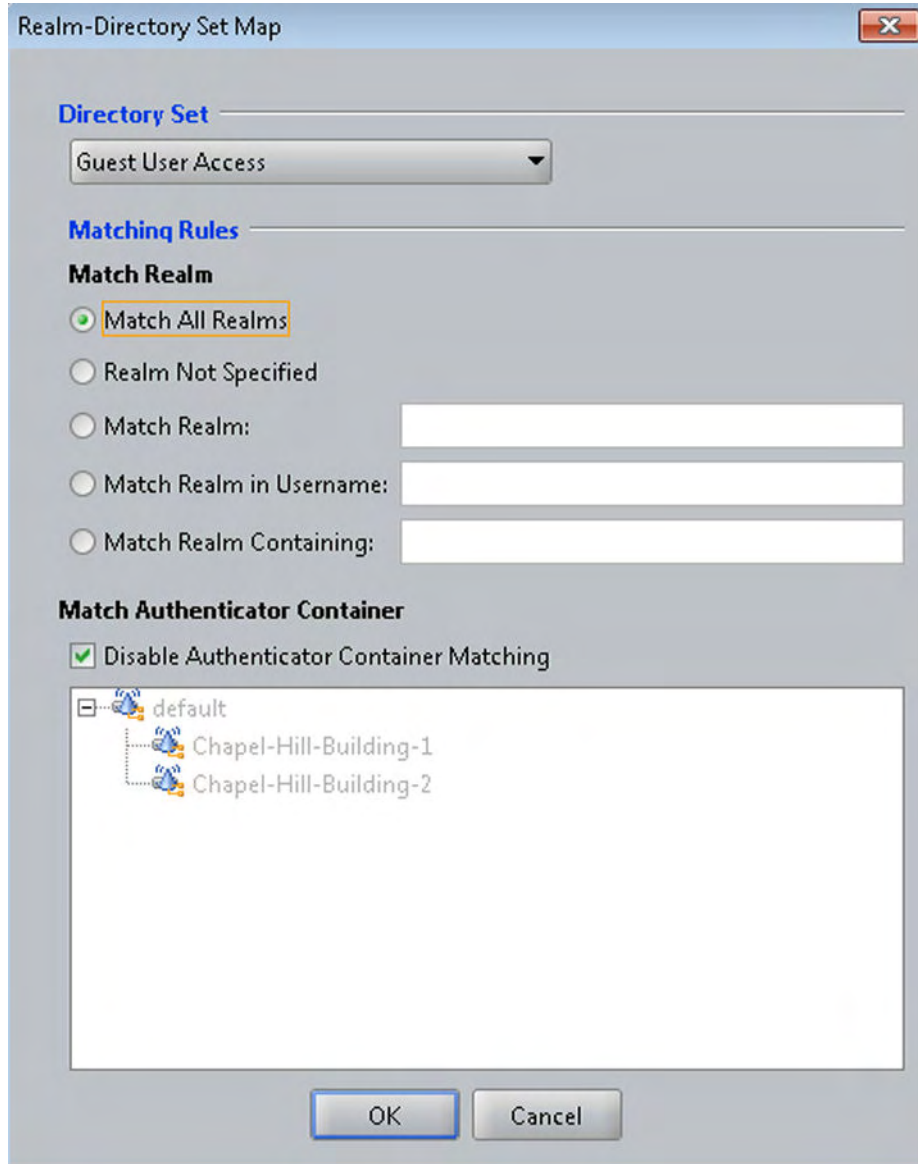 Realm-Directory Set Map
Directory Set
Guest User Access
Matching Rules
Match Realm
Match All Realms
Realm Not Specified
Match Realm:
Match Realm in Username:
Match Realm Containing:
Match Authenticator Container
Disable Authenticator Container Matching
default
Chapel-Hill-Building-1
Chapel-Hill-Building-2
OK Cancel